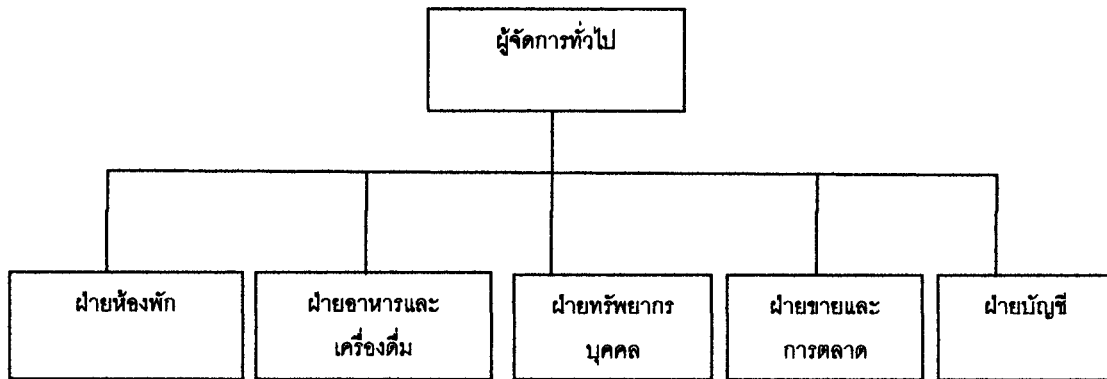 ผู้จัดการทั่วไป
ฝ่ายห้องพัก
ฝ่ายอาหารและ
เครื่องดื่ม
ฝ่ายทรัพยากร
บุคคล
ฝ่ายขายและ
การตลาด
ฝ่ายบัญชี